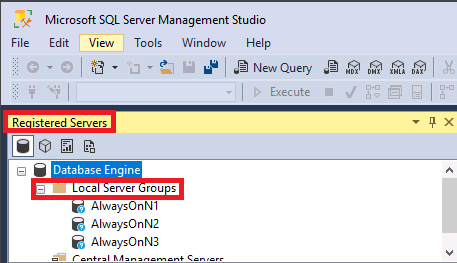 Microsoft SQL Server Management Studio
File Edit View Tools Window Help
New Query MDX DMX XMLA DAX
Execute
Registered Servers
Database Engine
Local Server Groups
AlwaysOnN1
AlwaysOnN2
AlwaysOnN3
Central Management Servers